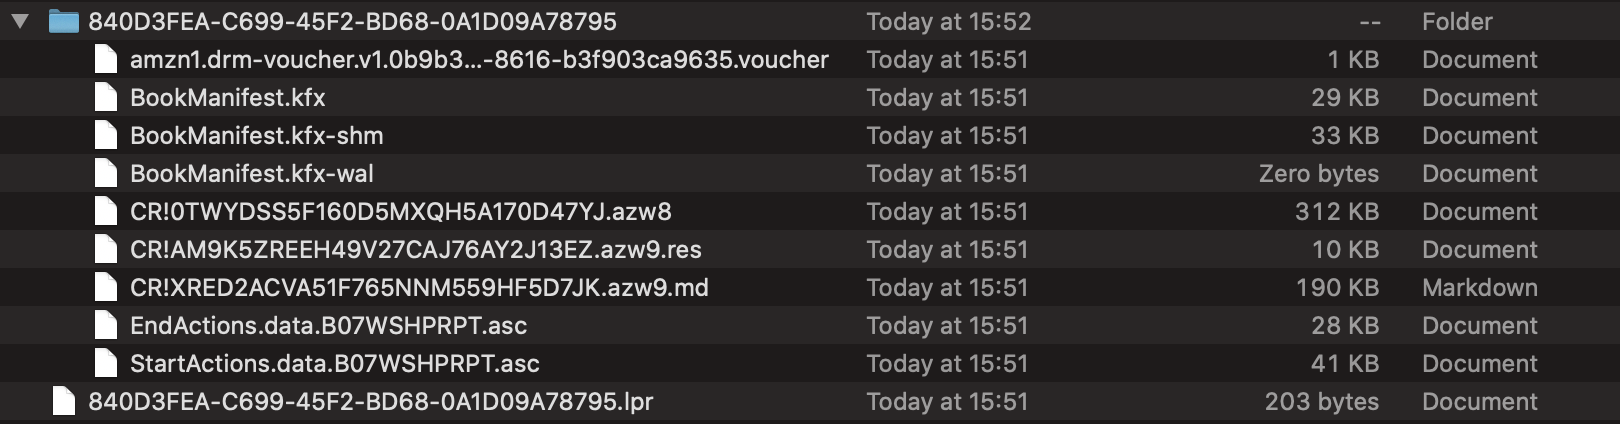 840D3FEA-C699-45F2-BD68-0A1D09A78795 Today at 15:52 -- Folder
amzn1.drm-voucher.v1.0b9b3...-8616-b3f903ca9635.voucher Today at 15:51 1 KB Document
BookManifest.kfx Today at 15:51 29 KB Document
BookManifest.kfx-shm Today at 15:51 33 KB Document
BookManifest.kfx-wal Today at 15:51 Zero bytes Document
CR!0TWYDSS5F160D5MXQH5A170D47YJ.azw8 Today at 15:51 312 KB Document
CR!AM9K5ZREEH49V27CAJ76AY2J13EZ.azw9.res Today at 15:51 10 KB Document
CR!XRED2ACVA51F765NNM559HF5D7JK.azw9.md Today at 15:51 190 KB Markdown
EndActions.data.B07WSHPRPT.asc Today at 15:51 28 KB Document
StartActions.data.B07WSHPRPT.asc Today at 15:51 41 KB Document
840D3FEA-C699-45F2-BD68-0A1D09A78795.lpr Today at 15:51 203 bytes Document